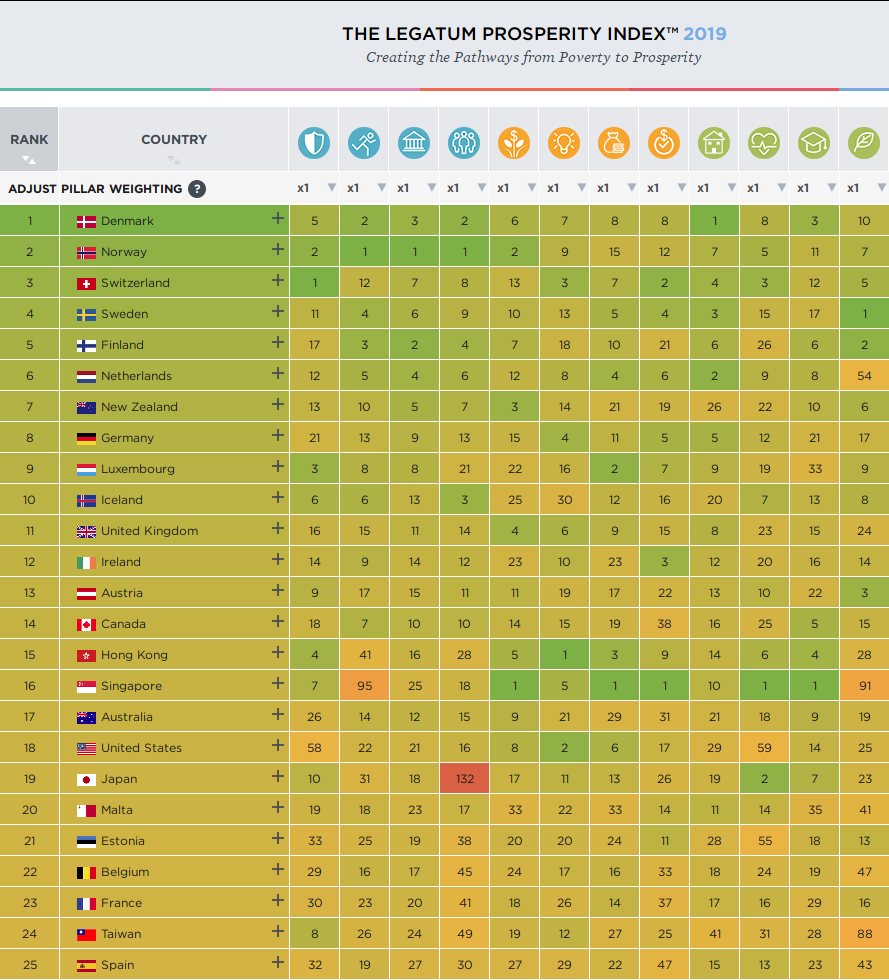 THE LEGATUM PROSPERITY INDEX™ 2019
Creating the Pathways from Poverty to Prosperity
RANK COUNTRY
ADJUST PILLAR WEIGHTING ? x1 x1 x1 x1 x1 x1 x1 x1 x1 x1 x1 x1
1 Denmark + 5 2 3 2 6 7 8 8 1 8 3 10
2 Norway + 2 1 1 1 2 9 15 12 7 5 11 7
3 Switzerland + 1 12 7 8 13 3 7 2 4 3 12 5
4 Sweden + 11 4 6 9 10 13 5 4 3 15 17 1
5 Finland + 17 3 2 4 7 18 10 21 6 26 6 2
6 Netherlands + 12 5 4 6 12 8 4 6 2 9 8 54
7 New Zealand + 13 10 5 7 3 14 21 19 26 22 10 6
8 Germany + 21 13 9 13 15 4 11 5 5 12 21 17
9 Luxembourg + 3 8 8 21 22 16 2 7 9 19 33 9
10 Iceland + 6 6 13 3 25 30 12 16 20 7 13 8
11 United Kingdom + 16 15 11 14 4 6 9 15 8 23 15 24
12 Ireland + 14 9 14 12 23 10 23 3 12 20 16 14
13 Austria + 9 17 15 11 11 19 17 22 13 10 22 3
14 Canada + 18 7 10 10 14 15 19 38 16 25 5 15
15 Hong Kong + 4 41 16 28 5 1 3 9 14 6 4 28
16 Singapore + 7 95 25 18 1 5 1 1 10 1 1 91
17 Australia + 26 14 12 15 9 21 29 31 21 18 9 19
18 United States + 58 22 21 16 8 2 6 17 29 59 14 25
19 Japan + 10 31 18 132 17 11 13 26 19 2 7 23
20 Malta + 19 18 23 17 33 22 33 14 11 14 35 41
21 Estonia + 33 25 19 38 20 20 24 11 28 55 18 13
22 Belgium + 29 16 17 45 24 17 16 33 18 24 19 47
23 France + 30 23 20 41 18 26 14 37 17 16 29 16
24 Taiwan + 8 26 24 49 19 12 27 25 41 31 28 88
25 Spain + 32 19 27 30 27 29 22 47 15 13 23 43